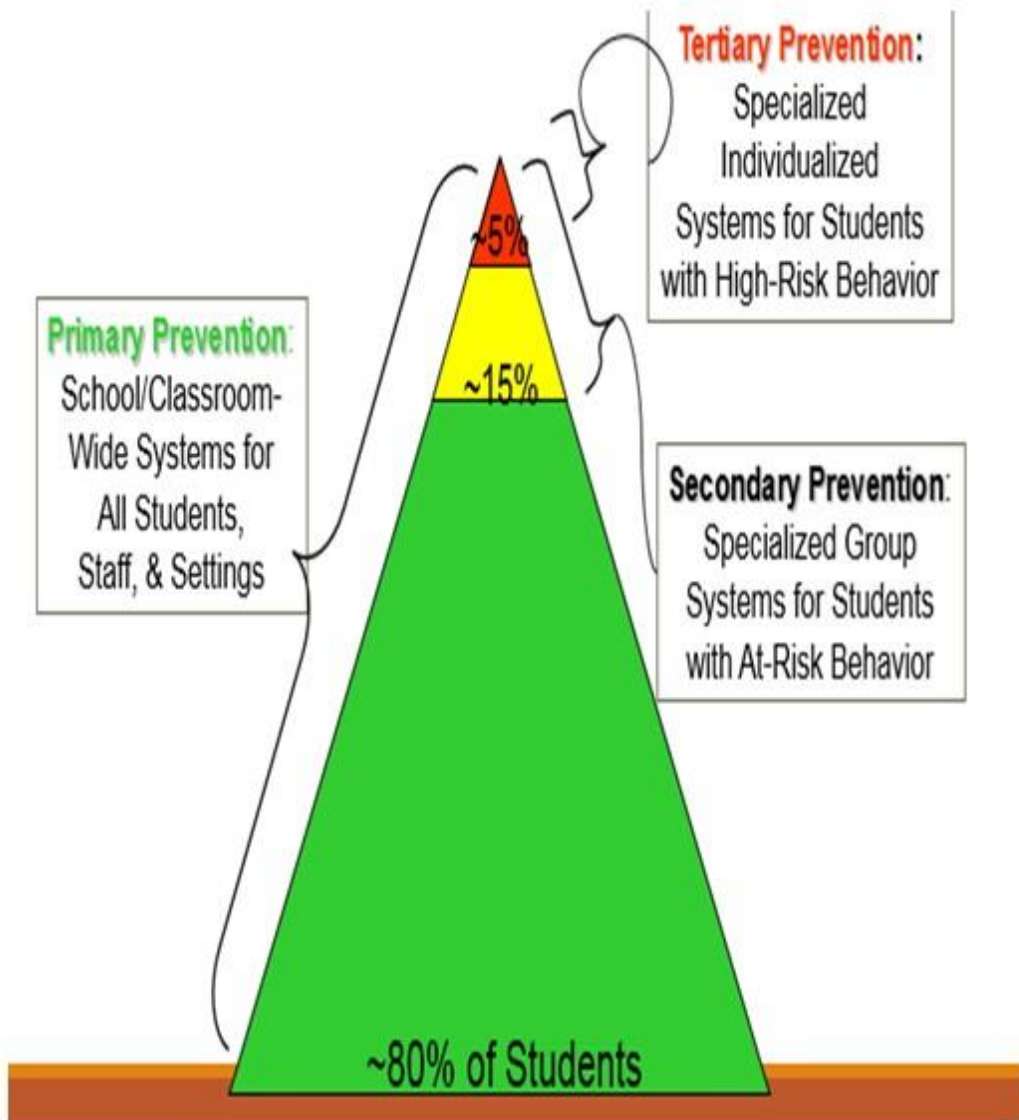 Tertiary Prevention:
Specialized
Individualized
Systems for Students
with High-Risk Behavior
~5%
Primary Prevention:
School/Classroom-
Wide Systems for
All Students,
Staff, & Settings
~15%
Secondary Prevention:
Specialized Group
Systems for Students
with At-Risk Behavior
~80% of Students